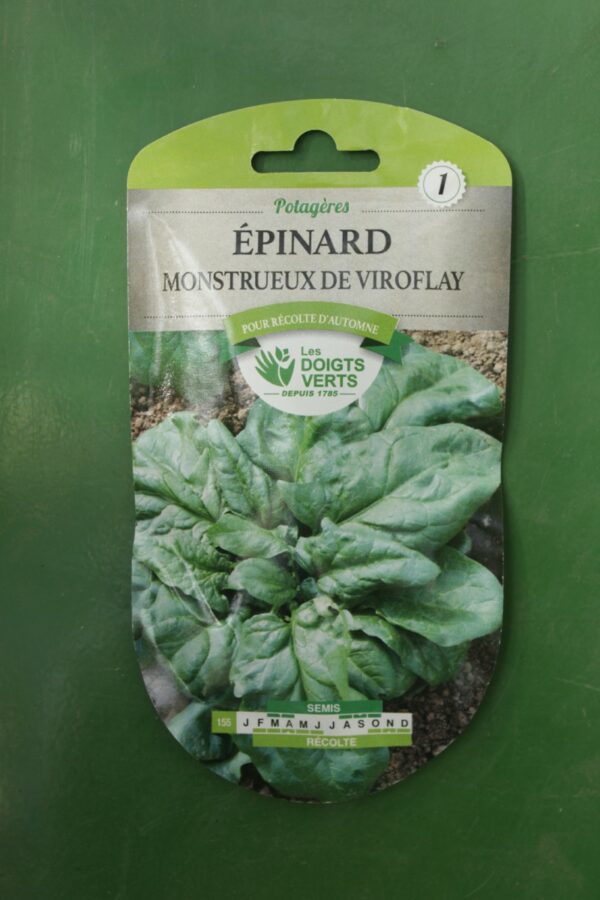 1
Potagères
ÉPINARD
MONSTRUEUX DE VIROFLAY
POUR RÉCOLTE D'AUTOMNE
Les
DOIGTS
VERTS
DEPUIS 1785
SEMIS
155 J F M A M J J A S O N D
RÉCOLTE